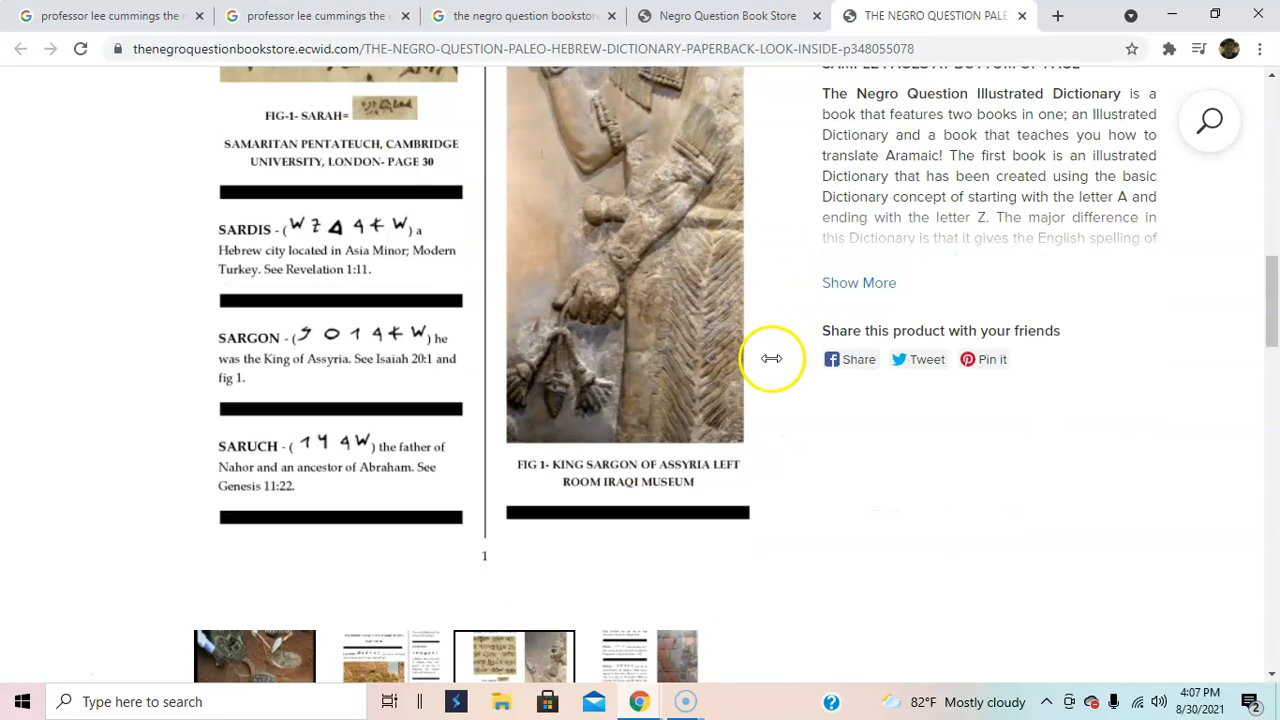 professor lee cummings the
professor lee cummings the n
the negro question bookstore
Negro Question Book Store
THE NEGRO QUESTION PALE
thenegroquestionbookstore.ecwid.com/THE-NEGRO-QUESTION-PALEO-HEBREW-DICTIONARY-PAPERBACK-LOOK-INSIDE-p348055078
FIG-1- SARAH=
SAMARITAN PENTATEUCH, CAMBRIDGE
UNIVERSITY, LONDON- PAGE 30
SARDIS - ( ) a
Hebrew city located in Asia Minor; Modern
Turkey. See Revelation 1:11.
SARGON - ( ) he
was the King of Assyria. See Isaiah 20:1 and
fig 1.
SARUCH - ( ) the father of
Nahor and an ancestor of Abraham. See
Genesis 11:22.
FIG 1- KING SARGON OF ASSYRIA LEFT
ROOM IRAQI MUSEUM
1
SAMPLE PAGES AT BOTTOM OF PAGE
The Negro Question Illustrated Dictionary is a
book that features two books in one; an Illustrated
Dictionary and a book that teaches you how to
translate Aramaic! The first book is an illustrated
Dictionary that has been created using the basic
Dictionary concept of starting with the letter A and
ending with the letter Z. The major difference in
this Dictionary is that it gives the English spelling of
Show More
Share this product with your friends
Share
Tweet
Pin it
Type here to search
82°F Mostly cloudy
4:07 PM
8/30/2021
2